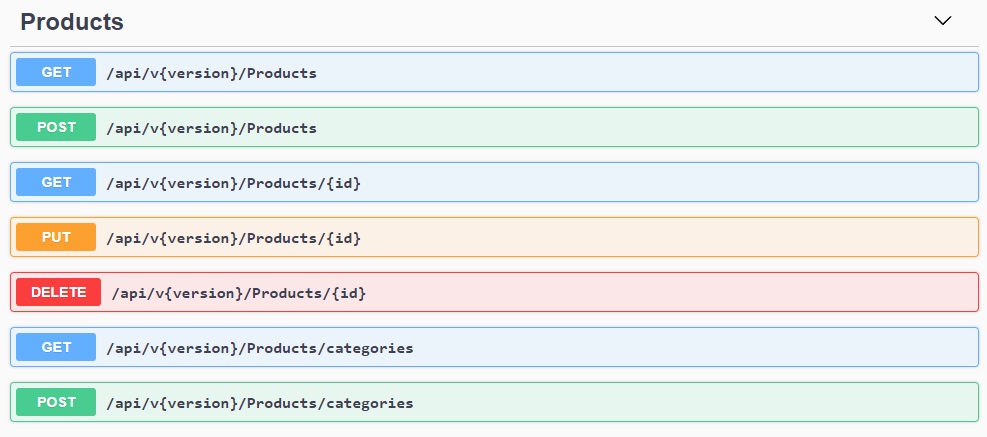 Products
GET /api/v{version}/Products
POST /api/v{version}/Products
GET /api/v{version}/Products/{id}
PUT /api/v{version}/Products/{id}
DELETE /api/v{version}/Products/{id}
GET /api/v{version}/Products/categories
POST /api/v{version}/Products/categories